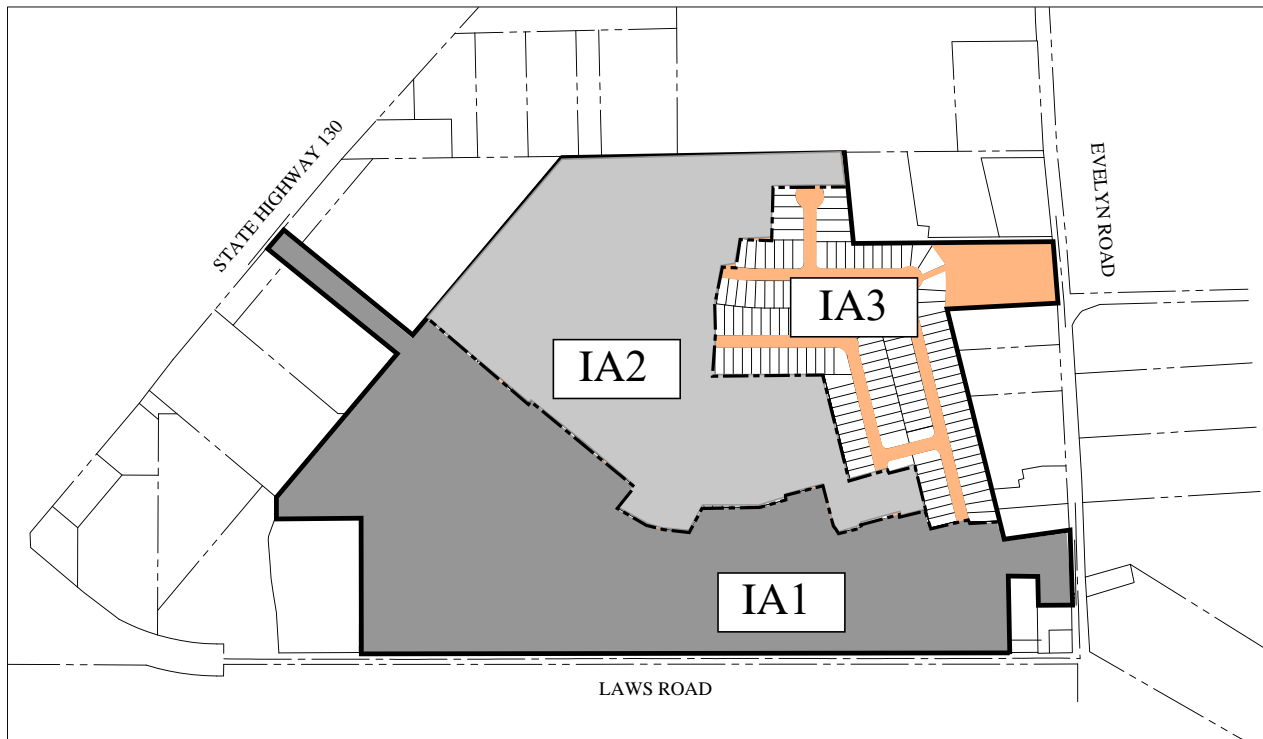 STATE HIGHWAY 130
EVELYN ROAD
IA3
IA2
IA1
LAWS ROAD